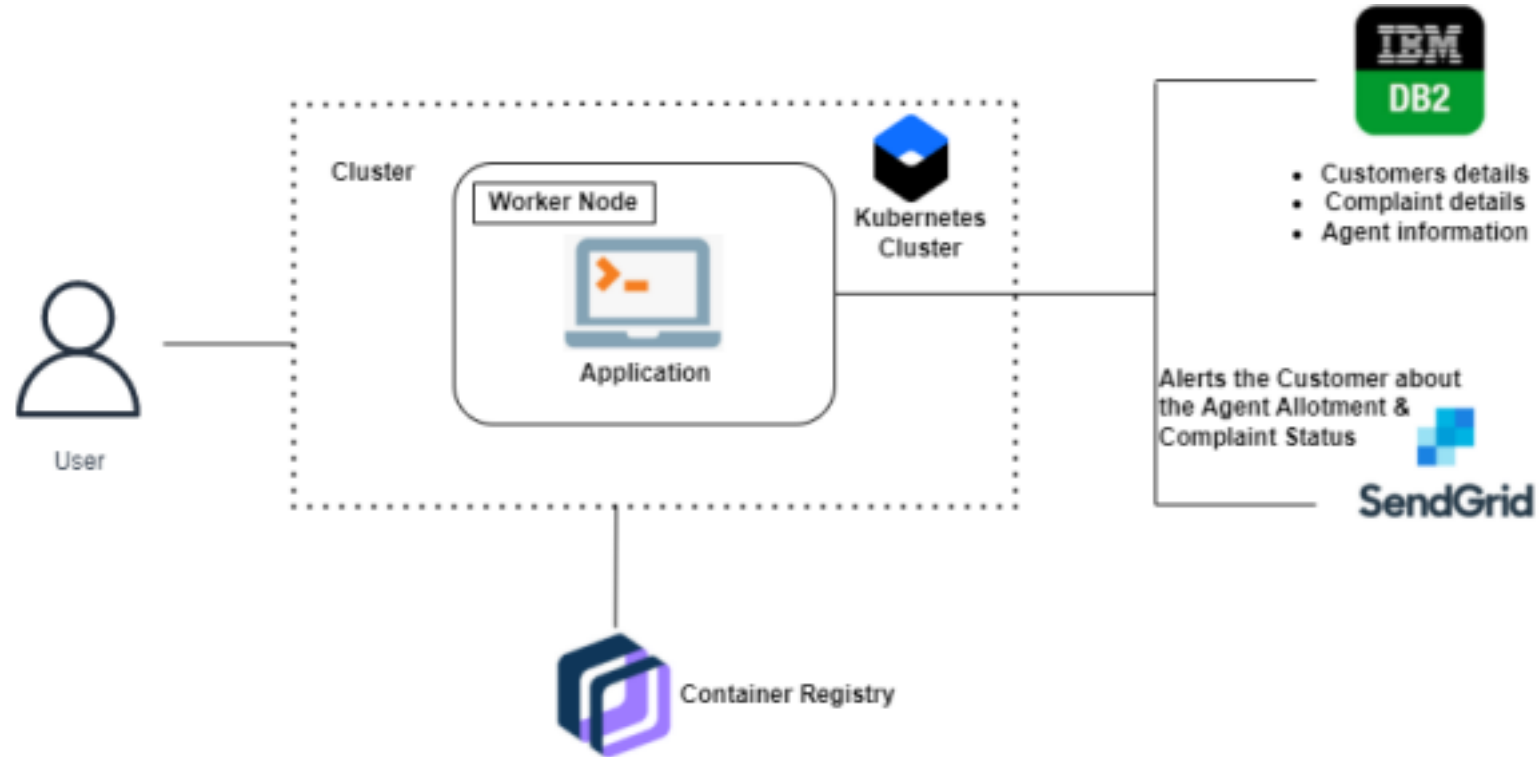 IBM
DB2
Cluster
Worker Node
Kubernetes
Cluster
• Customers details
• Complaint details
• Agent information
Application
Alerts the Customer about
the Agent Allotment &
Complaint Status
User
SendGrid
Container Registry